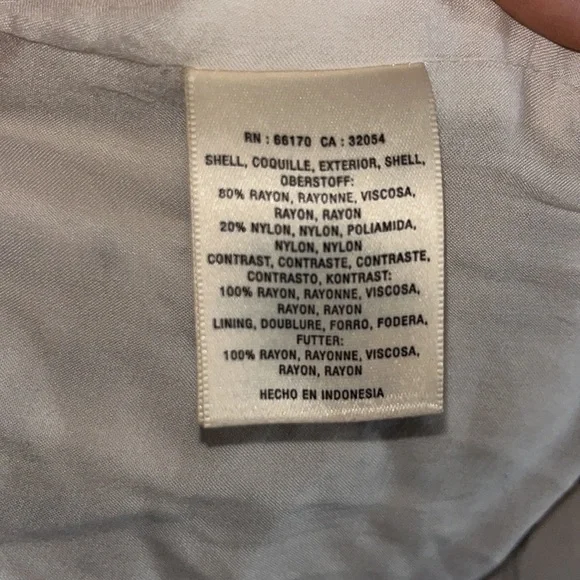 RN : 66170 CA : 32054
SHELL, COQUILLE, EXTERIOR, SHELL,
OBERSTOFF:
80% RAYON, RAYONNE, VISCOSA,
RAYON, RAYON
20% NYLON, NYLON, POLIAMIDA,
NYLON, NYLON
CONTRAST, CONTRASTE, CONTRASTE,
CONTRASTO, KONTRAST:
100% RAYON, RAYONNE, VISCOSA,
RAYON, RAYON
LINING, DOUBLURE, FORRO, FODERA,
FUTTER:
100% RAYON, RAYONNE, VISCOSA,
RAYON, RAYON
HECHO EN INDONESIA